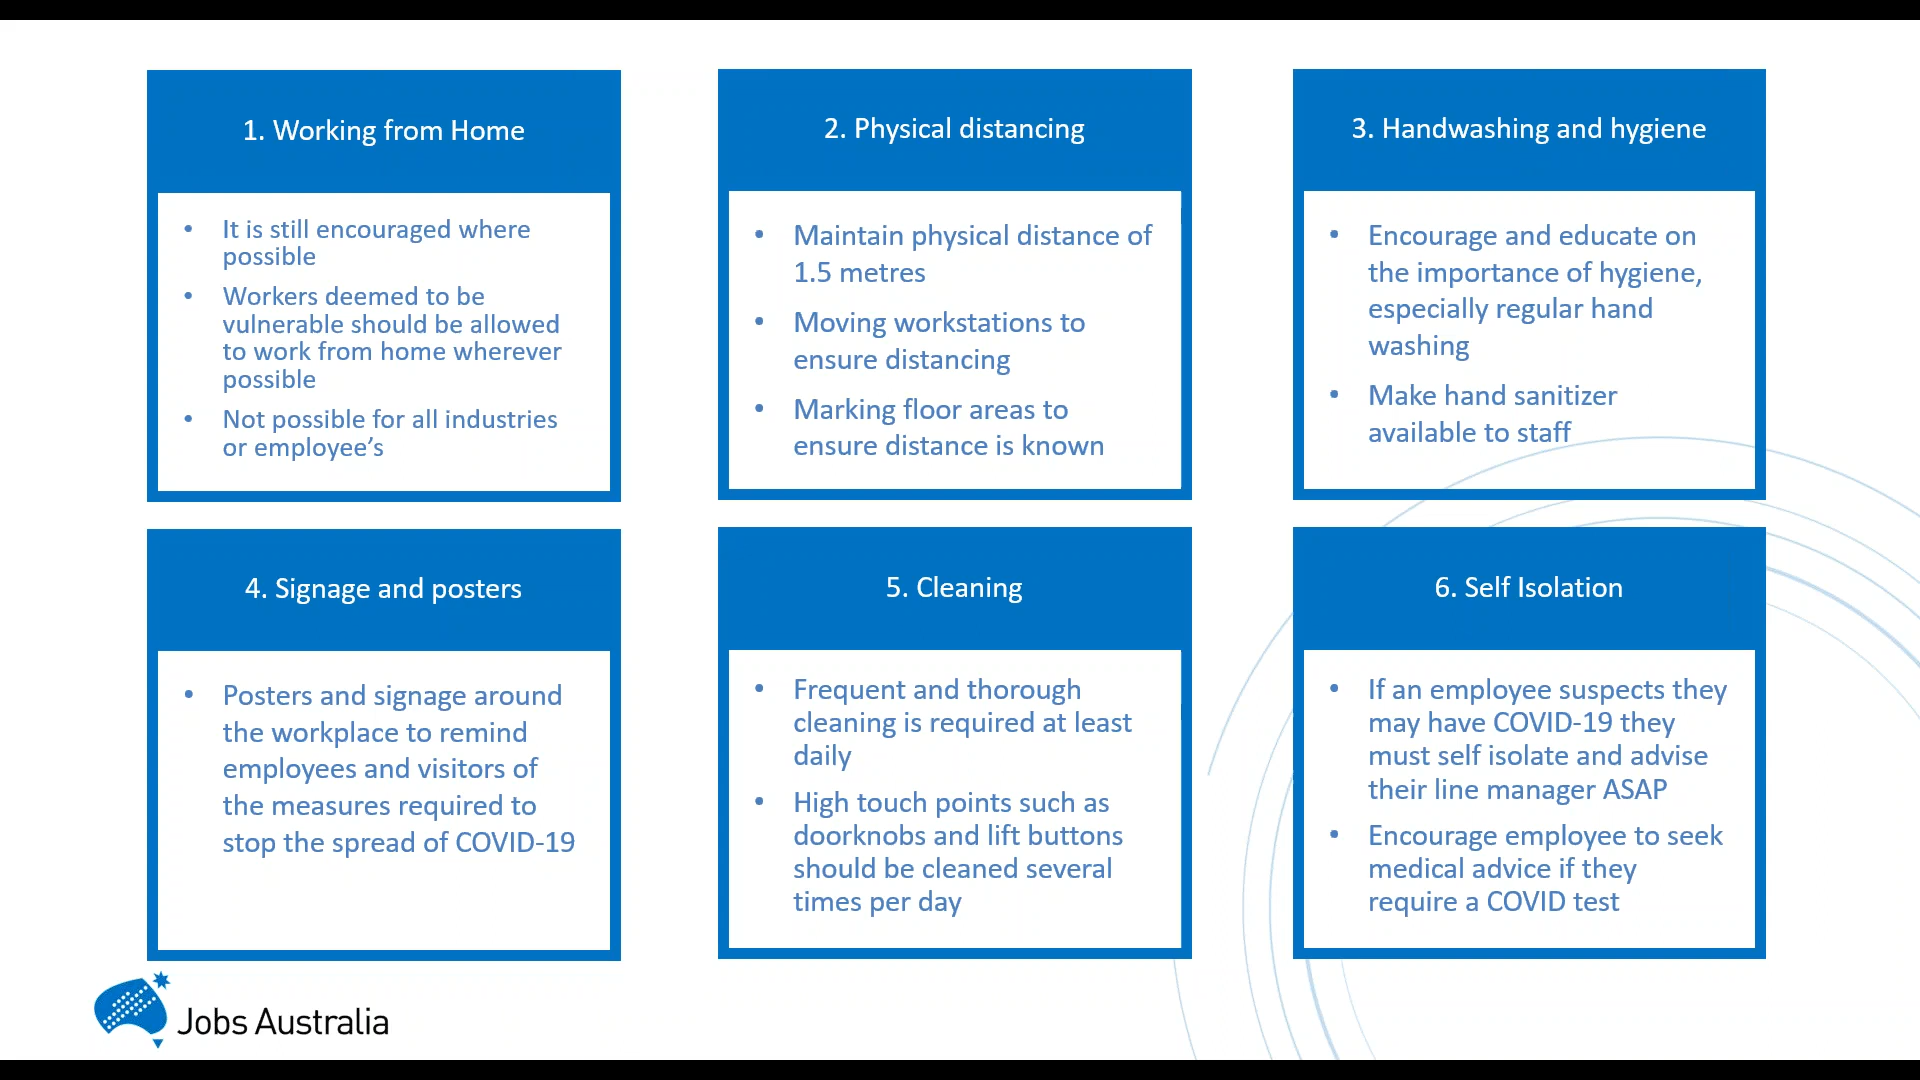 1. Working from Home
• It is still encouraged where
possible
• Workers deemed to be
vulnerable should be allowed
to work from home wherever
possible
• Not possible for all industries
or employee’s
2. Physical distancing
• Maintain physical distance of
1.5 metres
• Moving workstations to
ensure distancing
• Marking floor areas to
ensure distance is known
3. Handwashing and hygiene
• Encourage and educate on
the importance of hygiene,
especially regular hand
washing
• Make hand sanitizer
available to staff
4. Signage and posters
• Posters and signage around
the workplace to remind
employees and visitors of
the measures required to
stop the spread of COVID-19
5. Cleaning
• Frequent and thorough
cleaning is required at least
daily
• High touch points such as
doorknobs and lift buttons
should be cleaned several
times per day
6. Self Isolation
• If an employee suspects they
may have COVID-19 they
must self isolate and advise
their line manager ASAP
• Encourage employee to seek
medical advice if they
require a COVID test
Jobs Australia